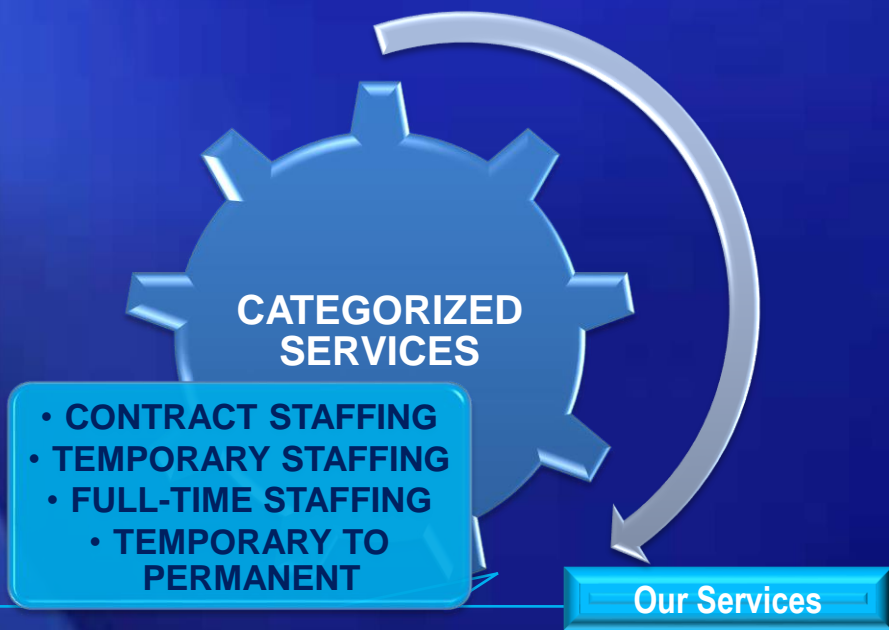 CATEGORIZED
SERVICES
• CONTRACT STAFFING
• TEMPORARY STAFFING
• FULL-TIME STAFFING
• TEMPORARY TO
PERMANENT
Our Services